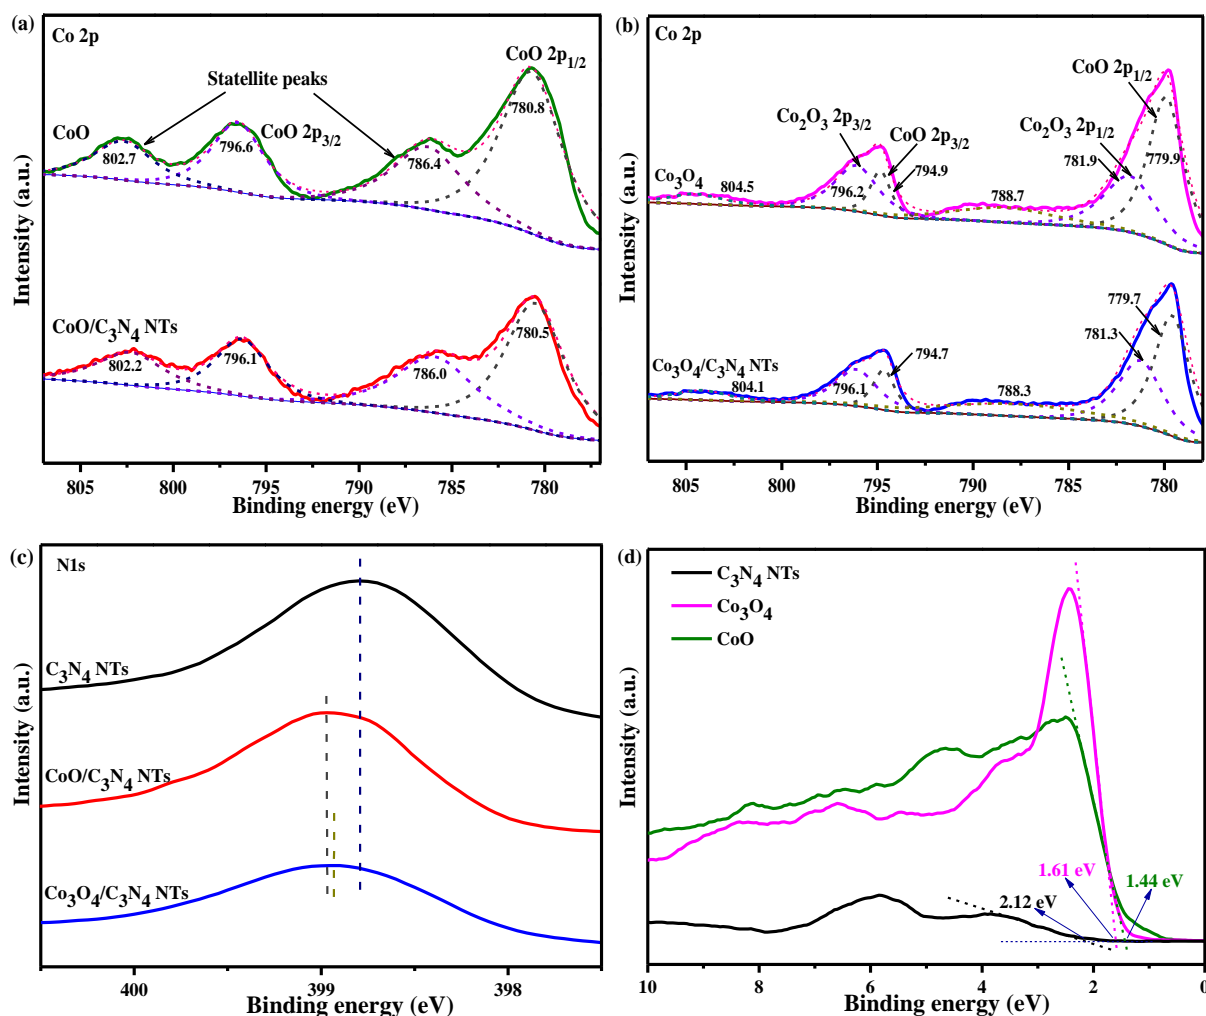 (a)
Co 2p
Statellite peaks
CoO 2p1/2
CoO
802.7
796.6
CoO 2p3/2
786.4
780.8
CoO/C3N4 NTs
802.2
796.1
786.0
780.5
Intensity (a.u.)
805 800 795 790 785 780
Binding energy (eV)
(b)
Co 2p
CoO 2p1/2
Co2O3 2p3/2
CoO 2p3/2
Co2O3 2p1/2
Co3O4
804.5
796.2
794.9
788.7
781.9
779.9
Co3O4/C3N4 NTs
804.1
796.1
794.7
788.3
781.3
779.7
Intensity (a.u.)
805 800 795 790 785 780
Binding energy (eV)
(c)
N1s
C3N4 NTs
CoO/C3N4 NTs
Co3O4/C3N4 NTs
Intensity (a.u.)
400 399 398
Binding energy (eV)
(d)
C3N4 NTs
Co3O4
CoO
2.12 eV
1.61 eV
1.44 eV
Intensity (a.u.)
10 8 6 4 2 0
Binding energy (eV)